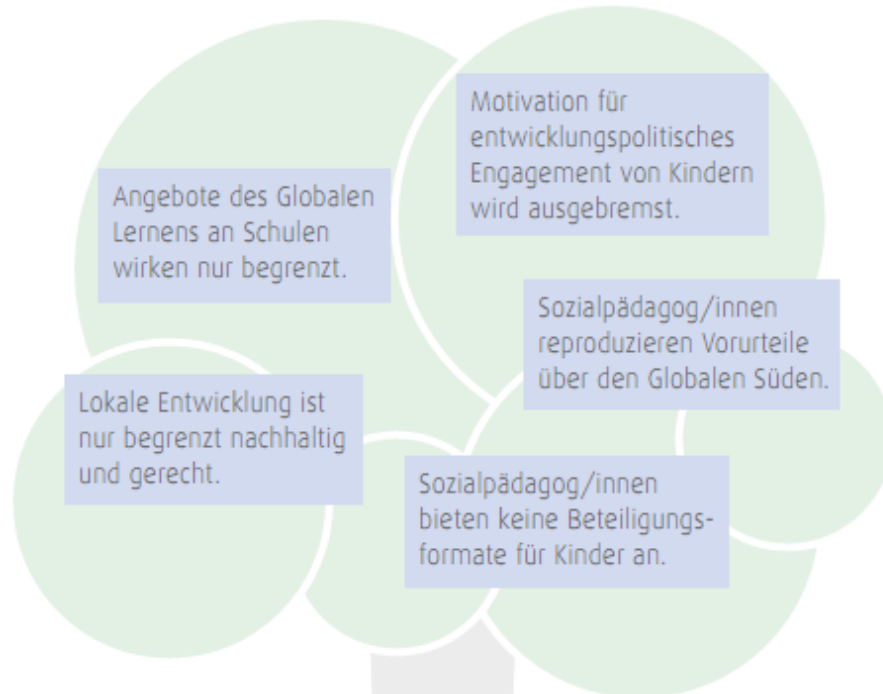 Motivation für
entwicklungspolitisches
Engagement von Kindern
wird ausgebremst.
Angebote des Globalen
Lernens an Schulen
wirken nur begrenzt.
Sozialpädagog/innen
reproduzieren Vorurteile
über den Globalen Süden.
Lokale Entwicklung ist
nur begrenzt nachhaltig
und gerecht.
Sozialpädagog/innen
bieten keine Beteiligungs-
formate für Kinder an.